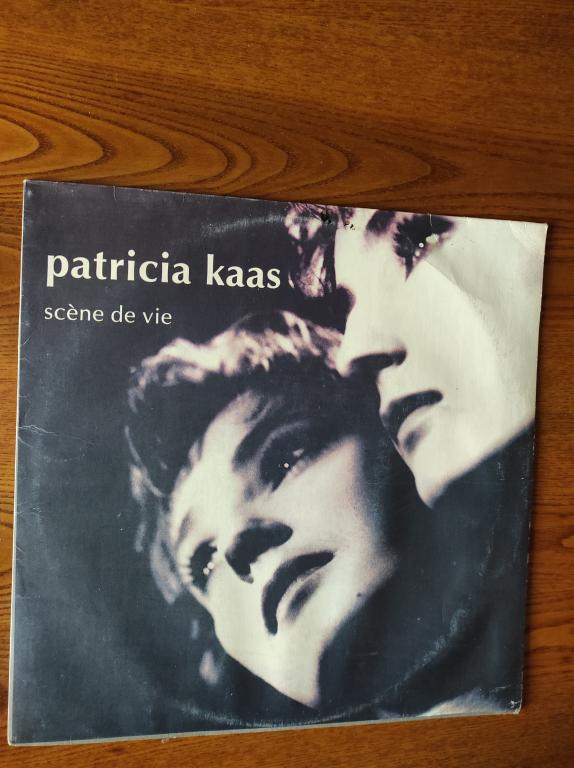 patricia kaas
scène de vie